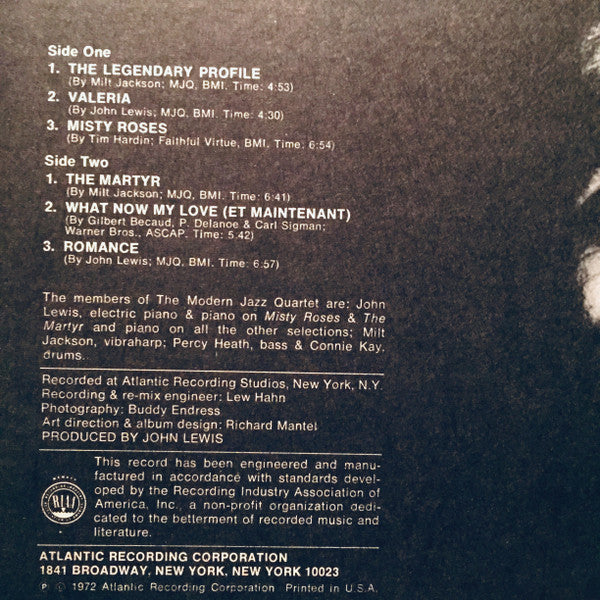 Side One
1. THE LEGENDARY PROFILE
(By Milt Jackson; MJQ, BMI. Time: 4:53)
2. VALERIA
(By John Lewis; MJQ, BMI. Time: 4:30)
3. MISTY ROSES
(By Tim Hardin; Faithful Virtue, BMI. Time: 6:54)
Side Two
1. THE MARTYR
(By Milt Jackson; MJQ, BMI. Time: 6:41)
2. WHAT NOW MY LOVE (ET MAINTENANT)
(By Gilbert Becaud, P. Delanoe & Carl Sigman;
Warner Bros., ASCAP. Time: 5:42)
3. ROMANCE
(By John Lewis; MJQ, BMI. Time: 6:57)
The members of The Modern Jazz Quartet are: John
Lewis, electric piano & piano on Misty Roses & The
Martyr and piano on all the other selections; Milt
Jackson, vibraharp; Percy Heath, bass & Connie Kay,
drums.
Recorded at Atlantic Recording Studios, New York, N.Y.
Recording & re-mix engineer: Lew Hahn
Photography: Buddy Endress
Art direction & album design: Richard Mantel
PRODUCED BY JOHN LEWIS
This record has been engineered and manu-
factured in accordance with standards devel-
oped by the Recording Industry Association of
America, Inc., a non-profit organization dedi-
cated to the betterment of recorded music and
literature.
ATLANTIC RECORDING CORPORATION
1841 BROADWAY, NEW YORK, NEW YORK 10023
℗ © 1972 Atlantic Recording Corporation Printed in U.S.A.